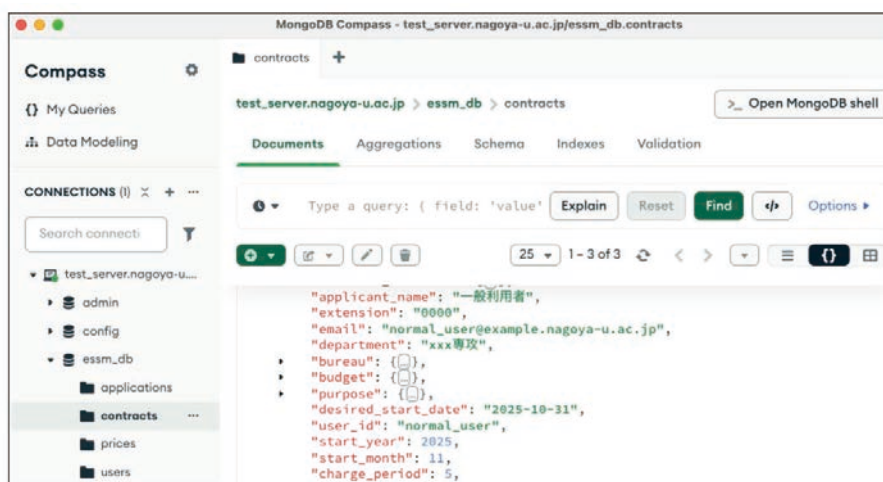 MongoDB Compass - test_server.nagoya-u.ac.jp/essm_db.contracts
Compass
{} My Queries
Data Modeling
CONNECTIONS (1)
Search connecti
test_server.nagoya-u....
admin
config
essm_db
applications
contracts
prices
users
contracts
test_server.nagoya-u.ac.jp > essm_db > contracts
>_ Open MongoDB shell
Documents Aggregations Schema Indexes Validation
Type a query: { field: 'value' Explain Reset Find </> Options
25 1 – 3 of 3 {}
"applicant_name": "一般利用者",
"extension": "0000",
"email": "normal_user@example.nagoya-u.ac.jp",
"department": "xxx専攻",
"bureau": {…},
"budget": {…},
"purpose": {…},
"desired_start_date": "2025-10-31",
"user_id": "normal_user",
"start_year": 2025,
"start_month": 11,
"charge_period": 5,